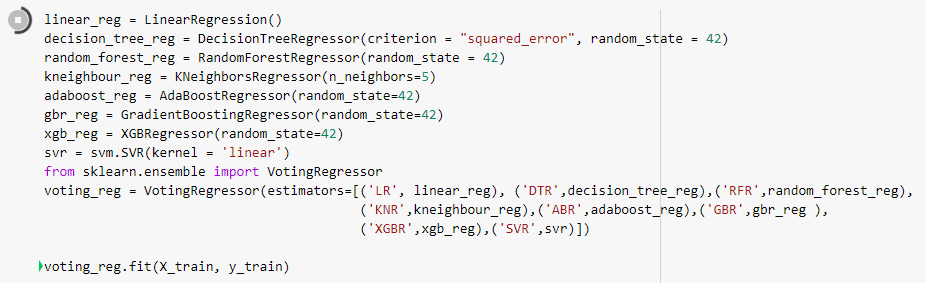 linear_reg = LinearRegression()
decision_tree_reg = DecisionTreeRegressor(criterion = "squared_error", random_state = 42)
random_forest_reg = RandomForestRegressor(random_state = 42)
kneighbour_reg = KNeighborsRegressor(n_neighbors=5)
adaboost_reg = AdaBoostRegressor(random_state=42)
gbr_reg = GradientBoostingRegressor(random_state=42)
xgb_reg = XGBRegressor(random_state=42)
svr = svm.SVR(kernel = 'linear')
from sklearn.ensemble import VotingRegressor
voting_reg = VotingRegressor(estimators=[('LR', linear_reg), ('DTR',decision_tree_reg),('RFR',random_forest_reg),
('KNR',kneighbour_reg),('ABR',adaboost_reg),('GBR',gbr_reg ),
('XGBR',xgb_reg),('SVR',svr)])
voting_reg.fit(X_train, y_train)